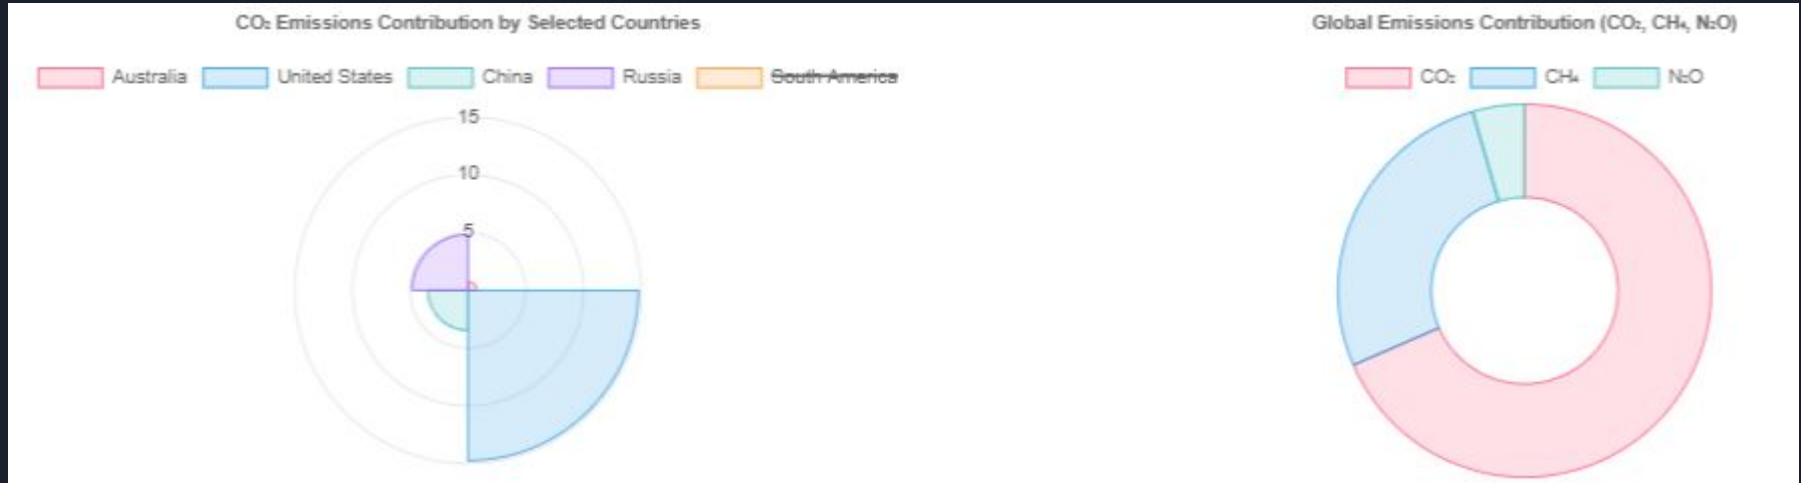 CO₂ Emissions Contribution by Selected Countries
Australia United States China Russia South America
15
10
5
Global Emissions Contribution (CO₂, CH₄, N₂O)
CO₂ CH₄ N₂O